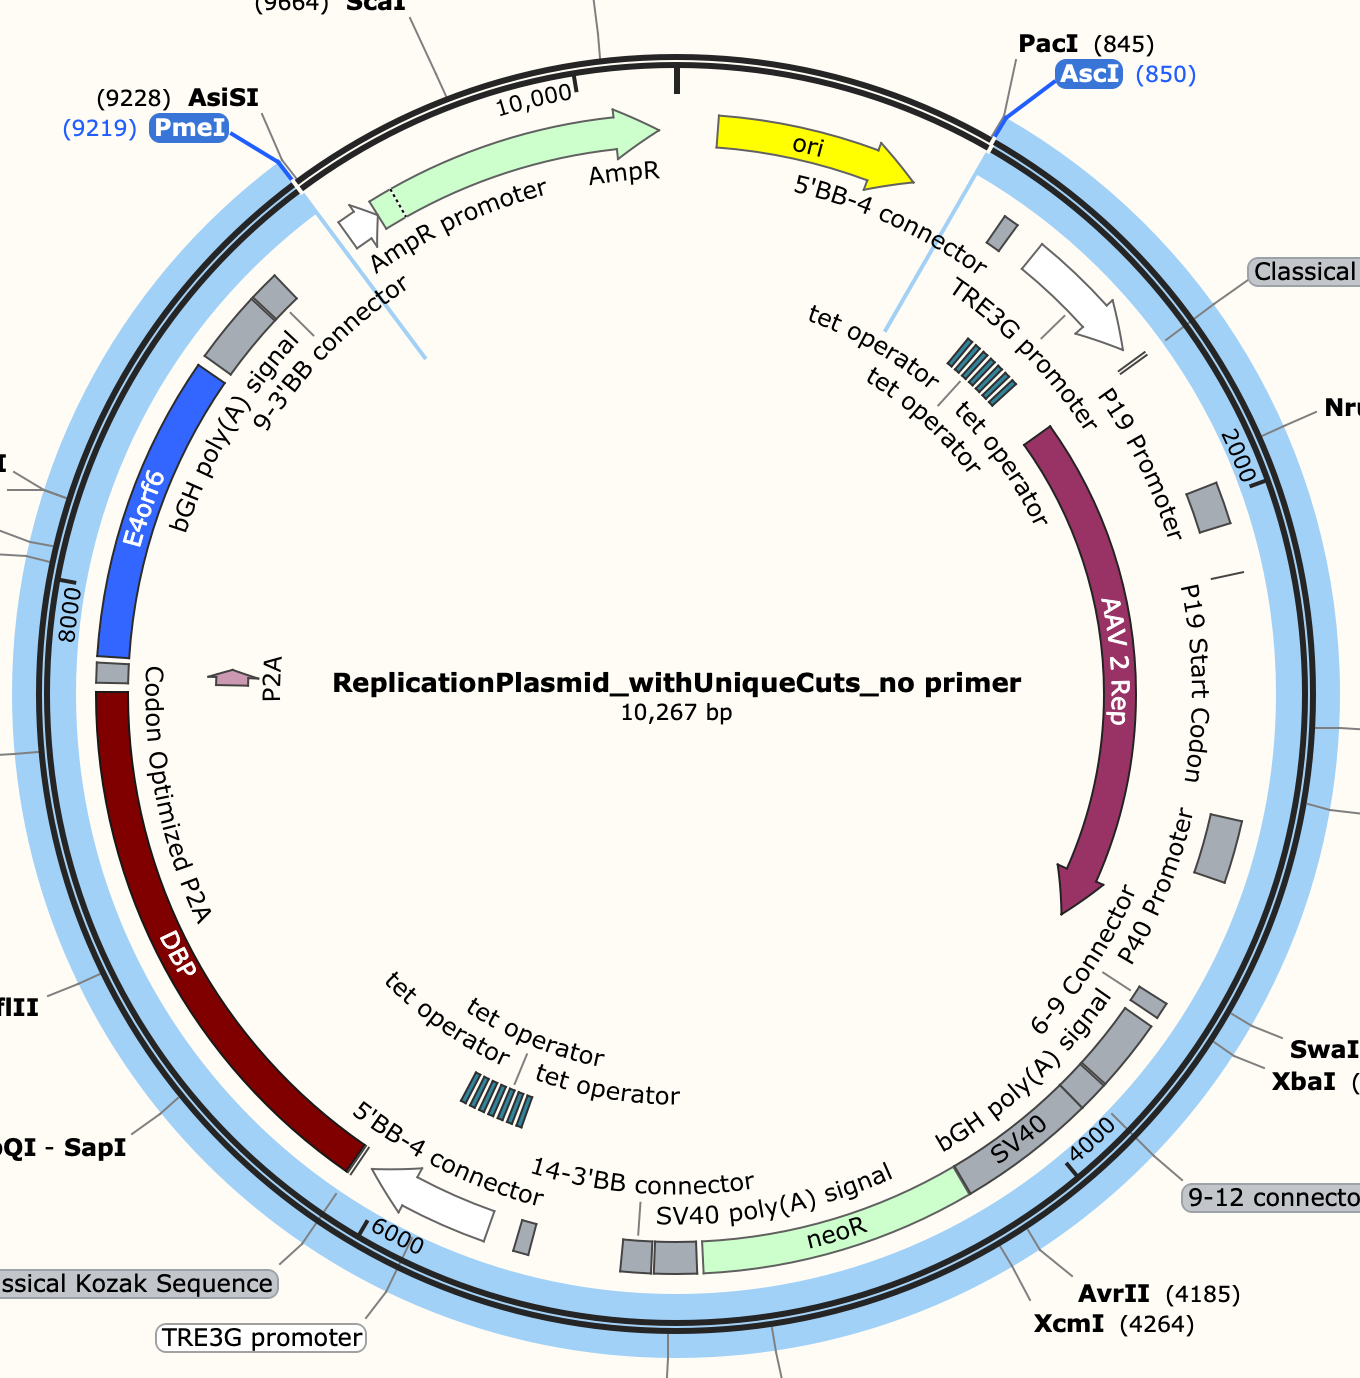 (9664) ScaI
PacI (845)
AscI (850)
(9228) AsiSI
(9219) PmeI
10,000
AmpR
AmpR promoter
ori
5'BB-4 connector
Classical
TRE3G promoter
tet operator
tet operator
tet operator
P19 Promoter
2000
9-3'BB connector
bGH poly(A) signal
E4orf6
8000
AAV 2 Rep
P19 Start Codon
P2A
Codon Optimized P2A
ReplicationPlasmid_withUniqueCuts_no primer
10,267 bp
P40 Promoter
6-9 Connector
bGH poly(A) signal
DBP
SwaI
XbaI (
- SapI
tet operator
tet operator
tet operator
5'BB-4 connector
14-3'BB connector
SV40 poly(A) signal
SV40
neoR
4000
6000
9-12 connecto
ssical Kozak Sequence
TRE3G promoter
AvrII (4185)
XcmI (4264)